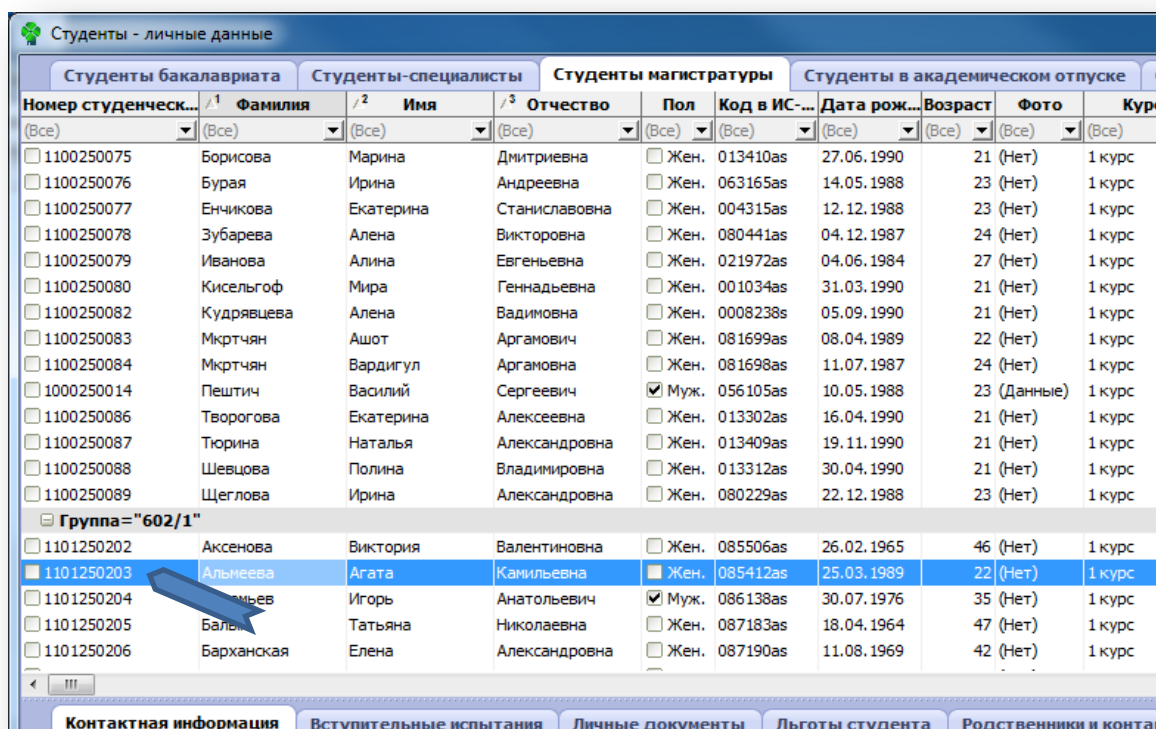 Студенты - личные данные
Студенты бакалавриата Студенты-специалисты Студенты магистратуры Студенты в академическом отпуске
Номер студенческ... 1 Фамилия 2 Имя 3 Отчество Пол Код в ИС-... Дата рож... Возраст Фото Курс
(Все) (Все) (Все) (Все) (Все) (Все) (Все) (Все) (Все) (Все)
1100250075 Борисова Марина Дмитриевна Жен. 013410as 27.06.1990 21 (Нет) 1 курс
1100250076 Бурая Ирина Андреевна Жен. 063165as 14.05.1988 23 (Нет) 1 курс
1100250077 Енчикова Екатерина Станиславовна Жен. 004315as 12.12.1988 23 (Нет) 1 курс
1100250078 Зубарева Алена Викторовна Жен. 080441as 04.12.1987 24 (Нет) 1 курс
1100250079 Иванова Алина Евгеньевна Жен. 021972as 04.06.1984 27 (Нет) 1 курс
1100250080 Кисельгоф Мира Геннадьевна Жен. 001034as 31.03.1990 21 (Нет) 1 курс
1100250082 Кудрявцева Алена Вадимовна Жен. 0008238s 05.09.1990 21 (Нет) 1 курс
1100250083 Мкртчян Ашот Аргамович Жен. 081699as 08.04.1989 22 (Нет) 1 курс
1100250084 Мкртчян Вардигул Аргамовна Жен. 081698as 11.07.1987 24 (Нет) 1 курс
1000250014 Пештич Василий Сергеевич Муж. 056105as 10.05.1988 23 (Данные) 1 курс
1100250086 Творогова Екатерина Алексеевна Жен. 013302as 16.04.1990 21 (Нет) 1 курс
1100250087 Тюрина Наталья Александровна Жен. 013409as 19.11.1990 21 (Нет) 1 курс
1100250088 Шевцова Полина Владимировна Жен. 013312as 30.04.1990 21 (Нет) 1 курс
1100250089 Щеглова Ирина Александровна Жен. 080229as 22.12.1988 23 (Нет) 1 курс
Группа="602/1"
1101250202 Аксенова Виктория Валентиновна Жен. 085506as 26.02.1965 46 (Нет) 1 курс
1101250203 Альмеева Агата Камильевна Жен. 085412as 25.03.1989 22 (Нет) 1 курс
1101250204 Игорь Анатольевич Муж. 086138as 30.07.1976 35 (Нет) 1 курс
1101250205 Татьяна Николаевна Жен. 087183as 18.04.1964 47 (Нет) 1 курс
1101250206 Барханская Елена Александровна Жен. 087190as 11.08.1969 42 (Нет) 1 курс
Контактная информация Вступительные испытания Личные документы Льготы студента Родственники и конта